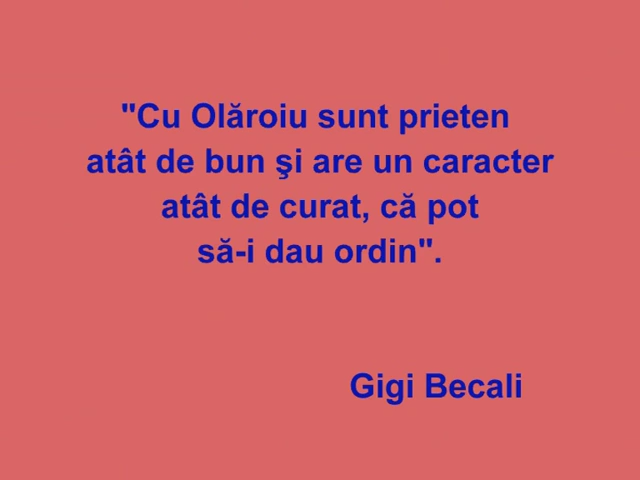 "Cu Olăroiu sunt prieten
atât de bun şi are un caracter
atât de curat, că pot
să-i dau ordin".
Gigi Becali